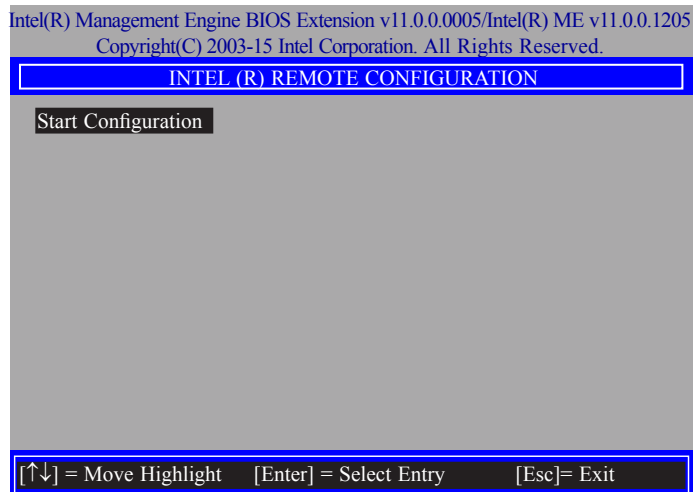 Intel(R) Management Engine BIOS Extension v11.0.0.0005/Intel(R) ME v11.0.0.1205
Copyright(C) 2003-15 Intel Corporation. All Rights Reserved.
INTEL (R) REMOTE CONFIGURATION
Start Configuration
[↑↓] = Move Highlight [Enter] = Select Entry [Esc]= Exit